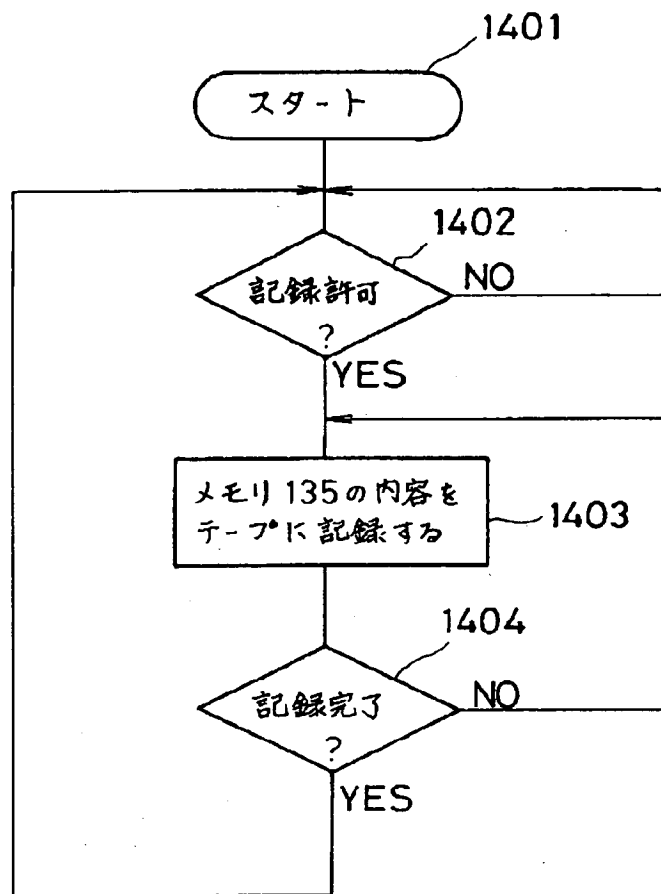 1401
スタート
1402
記録許可
?
NO
YES
メモリ 135の内容を
テープに記録する
1403
1404
記録完了
?
NO
YES